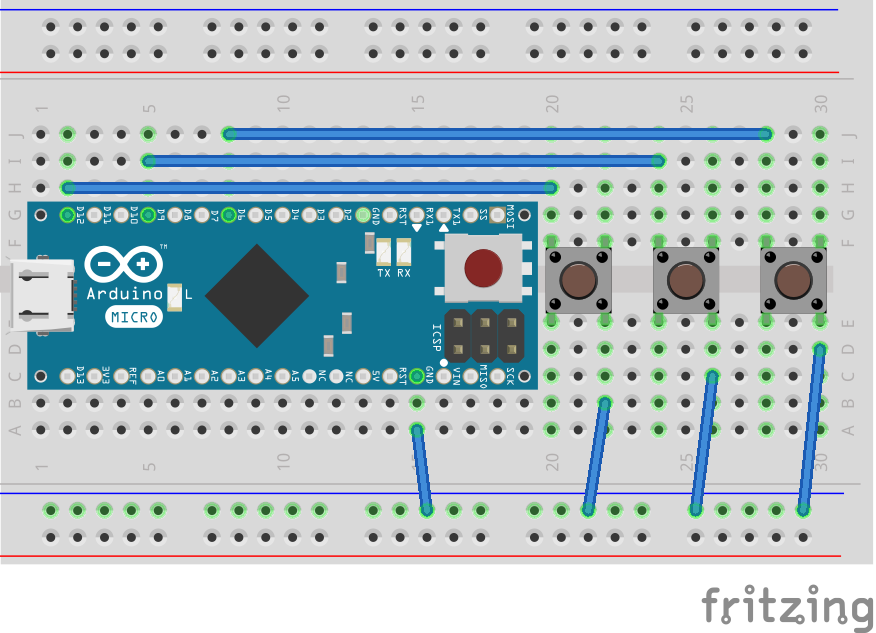 1 5 10 15 20 25 30
J J
I I
H H
G G
F F
D12 D11 D10 D9 D8 D7 D6 D5 D4 D3 D2 GND RST RX1 TX1 SS MOSI
TX RX
™
Arduino
MICRO
L
ICSP
E E
D D
D13 3V3 REF A0 A1 A2 A3 A4 A5 NC NC 5V RST GND VIN MISO SCK
C C
B B
A A
1 5 10 15 20 25 30
fritzing